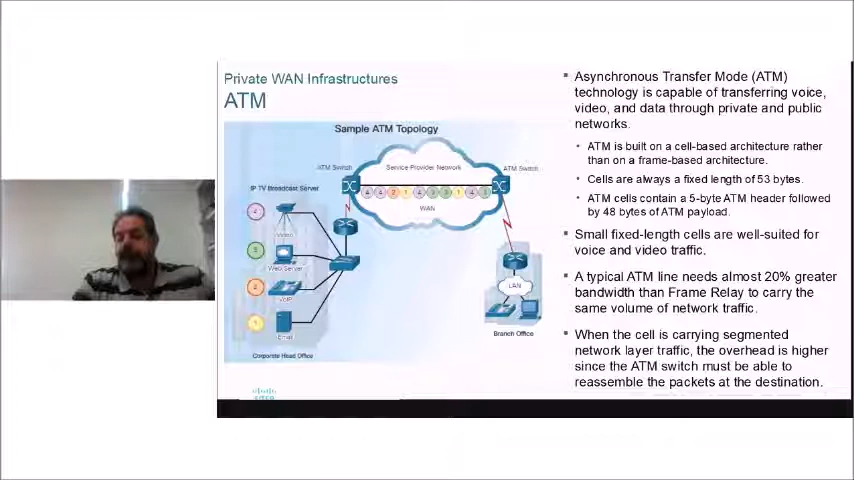 Private WAN Infrastructures
ATM
Sample ATM Topology
ATM Switch
Service Provider Network
ATM Switch
IP TV Broadcast Server
WAN
Video
Web Server
VoIP
Email
LAN
Corporate Head Office
Branch Office
Asynchronous Transfer Mode (ATM)
technology is capable of transferring voice,
video, and data through private and public
networks.
ATM is built on a cell-based architecture rather
than on a frame-based architecture.
Cells are always a fixed length of 53 bytes.
ATM cells contain a 5-byte ATM header followed
by 48 bytes of ATM payload.
Small fixed-length cells are well-suited for
voice and video traffic.
A typical ATM line needs almost 20% greater
bandwidth than Frame Relay to carry the
same volume of network traffic.
When the cell is carrying segmented
network layer traffic, the overhead is higher
since the ATM switch must be able to
reassemble the packets at the destination.